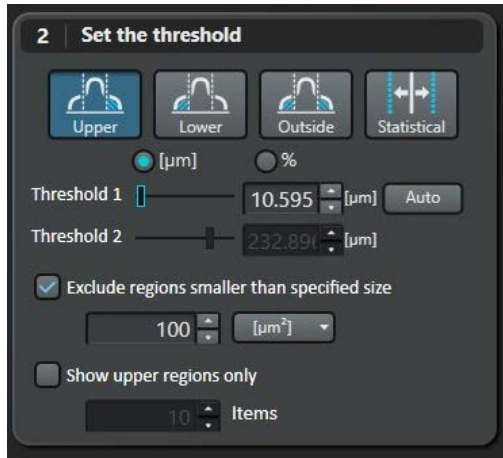 2 Set the threshold
Upper Lower Outside Statistical
[µm] %
Threshold 1 10.595 [µm] Auto
Threshold 2 [µm]
Exclude regions smaller than specified size
100 [µm²]
Show upper regions only
10 Items